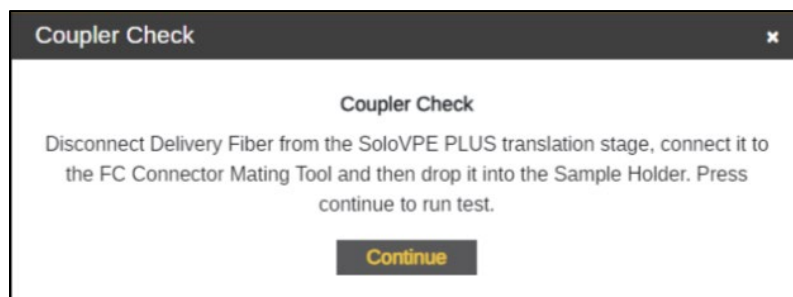 Coupler Check
Coupler Check
Disconnect Delivery Fiber from the SoloVPE PLUS translation stage, connect it to
the FC Connector Mating Tool and then drop it into the Sample Holder. Press
continue to run test.
Continue